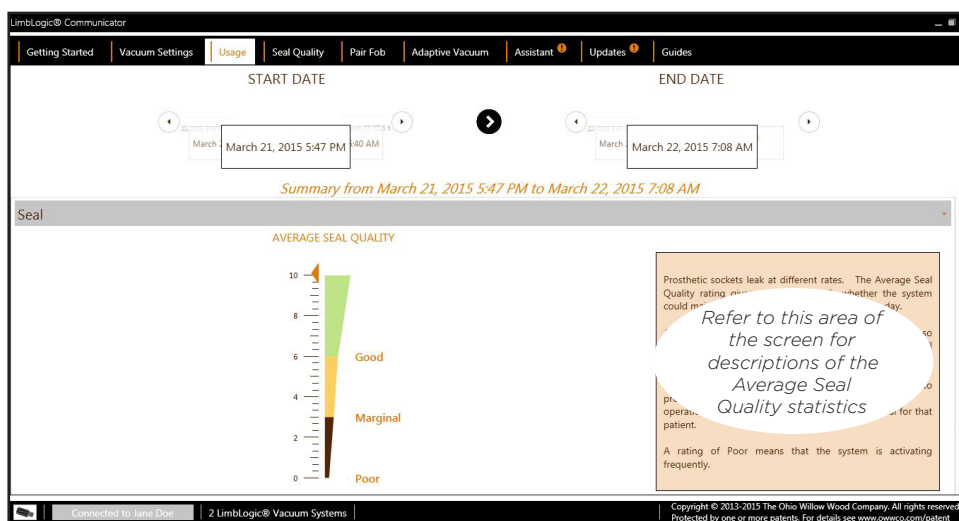 LimbLogic® Communicator
Getting Started Vacuum Settings Usage Seal Quality Pair Fob Adaptive Vacuum Assistant Updates Guides
START DATE END DATE
March March 21, 2015 5:47 PM :40 AM March March 22, 2015 7:08 AM
Summary from March 21, 2015 5:47 PM to March 22, 2015 7:08 AM
Seal
AVERAGE SEAL QUALITY
10
8
6 Good
4
Marginal
2
0 Poor
Prosthetic sockets leak at different rates. The Average Seal
Quality rating whether the system
could day.
Refer to this area of
the screen for
descriptions of the
Average Seal
Quality statistics
so
to
for that
patient.
A rating of Poor means that the system is activating
frequently.
Connected to Jane Doe 2 LimbLogic® Vacuum Systems
Copyright © 2013-2015 The Ohio Willow Wood Company. All rights reserved
Protected by one or more patents. For details see www.owwco.com/patent